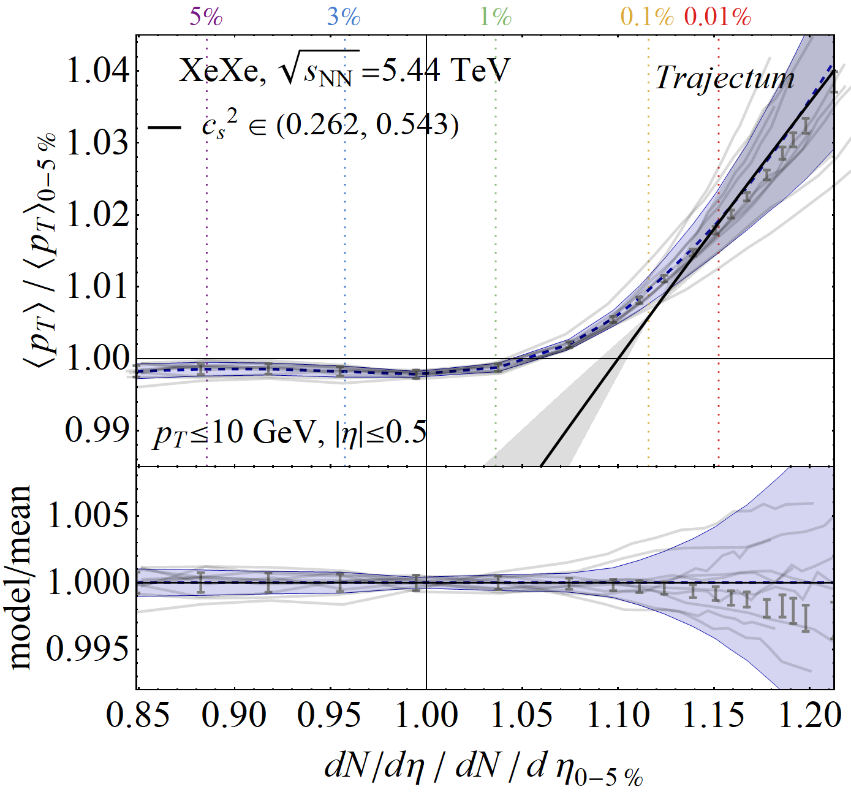 5% 3% 1% 0.1% 0.01%
XeXe, √sNN =5.44 TeV
Trajectum
cs² ∈ (0.262, 0.543)
pT≤10 GeV, |η|≤0.5
⟨pT⟩ / ⟨pT⟩0-5%
1.04
1.03
1.02
1.01
1.00
0.99
model/mean
1.005
1.000
0.995
0.85 0.90 0.95 1.00 1.05 1.10 1.15 1.20
dN/dη / dN / d η0-5%